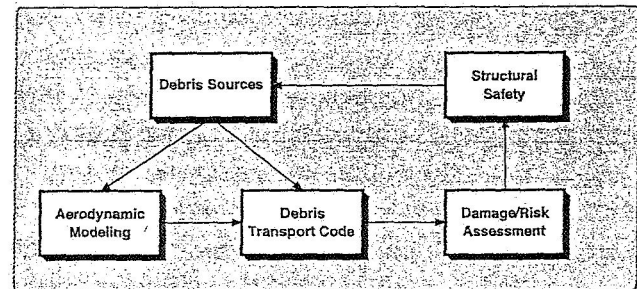 Debris Sources
Structural
Safety
Aerodynamic
Modeling
Debris
Transport Code
Damage/Risk
Assessment